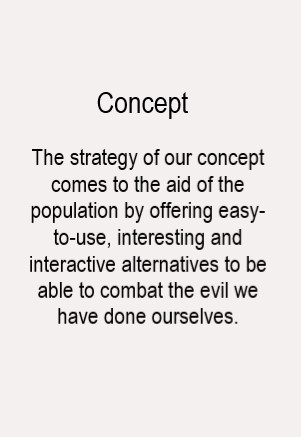 Concept
The strategy of our concept
comes to the aid of the
population by offering easy-
to-use, interesting and
interactive alternatives to be
able to combat the evil we
have done ourselves.